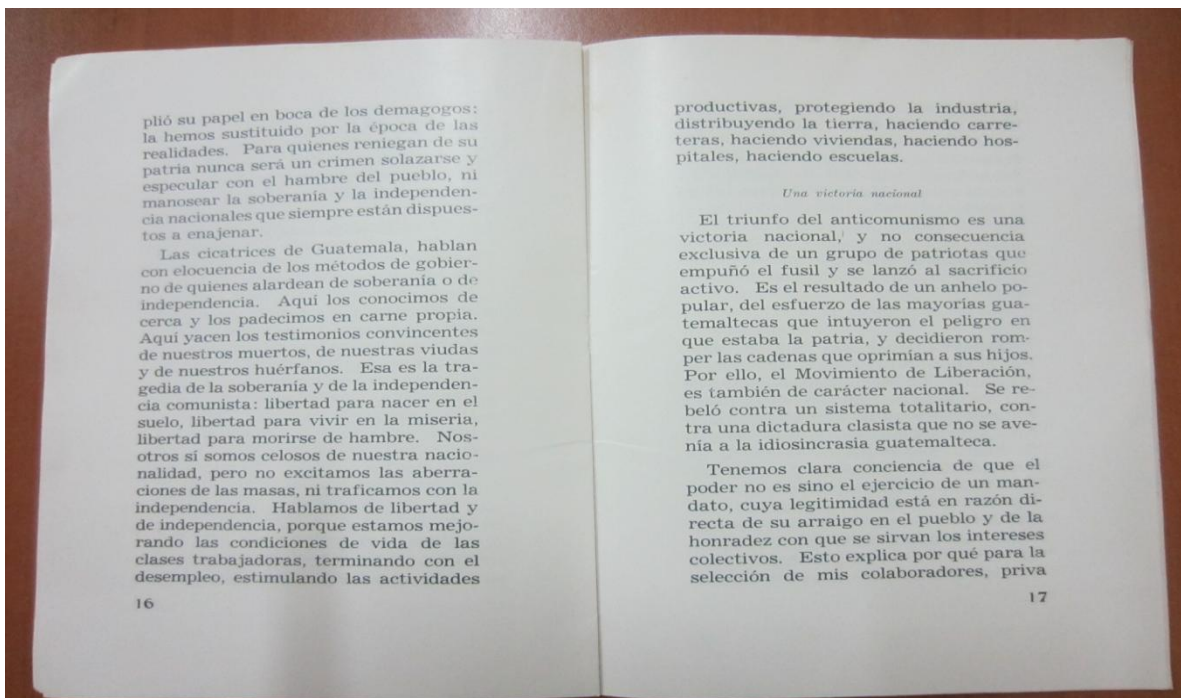 plió su papel en boca de los demagogos:
la hemos sustituido por la época de las
realidades. Para quienes reniegan de su
patria nunca será un crimen solazarse y
especular con el hambre del pueblo, ni
manosear la soberanía y la independen-
cia nacionales que siempre están dispues-
tos a enajenar.
Las cicatrices de Guatemala, hablan
con elocuencia de los métodos de gobier-
no de quienes alardean de soberanía o de
independencia. Aquí los conocimos de
cerca y los padecimos en carne propia.
Aquí yacen los testimonios convincentes
de nuestros muertos, de nuestras viudas
y de nuestros huérfanos. Esa es la tra-
gedia de la soberanía y de la independen-
cia comunista: libertad para nacer en el
suelo, libertad para vivir en la miseria,
libertad para morirse de hambre. Nos-
otros sí somos celosos de nuestra nacio-
nalidad, pero no excitamos las aberra-
ciones de las masas, ni traficamos con la
independencia. Hablamos de libertad y
de independencia, porque estamos mejo-
rando las condiciones de vida de las
clases trabajadoras, terminando con el
desempleo, estimulando las actividades
16
productivas, protegiendo la industria,
distribuyendo la tierra, haciendo carre-
teras, haciendo viviendas, haciendo hos-
pitales, haciendo escuelas.
Una victoria nacional
El triunfo del anticomunismo es una
victoria nacional, y no consecuencia
exclusiva de un grupo de patriotas que
empuñó el fusil y se lanzó al sacrificio
activo. Es el resultado de un anhelo po-
pular, del esfuerzo de las mayorías gua-
temaltecas que intuyeron el peligro en
que estaba la patria, y decidieron rom-
per las cadenas que oprimían a sus hijos.
Por ello, el Movimiento de Liberación,
es también de carácter nacional. Se re-
beló contra un sistema totalitario, con-
tra una dictadura clasista que no se ave-
nía a la idiosincrasia guatemalteca.
Tenemos clara conciencia de que el
poder no es sino el ejercicio de un man-
dato, cuya legitimidad está en razón di-
recta de su arraigo en el pueblo y de la
honradez con que se sirvan los intereses
colectivos. Esto explica por qué para la
selección de mis colaboradores, priva
17